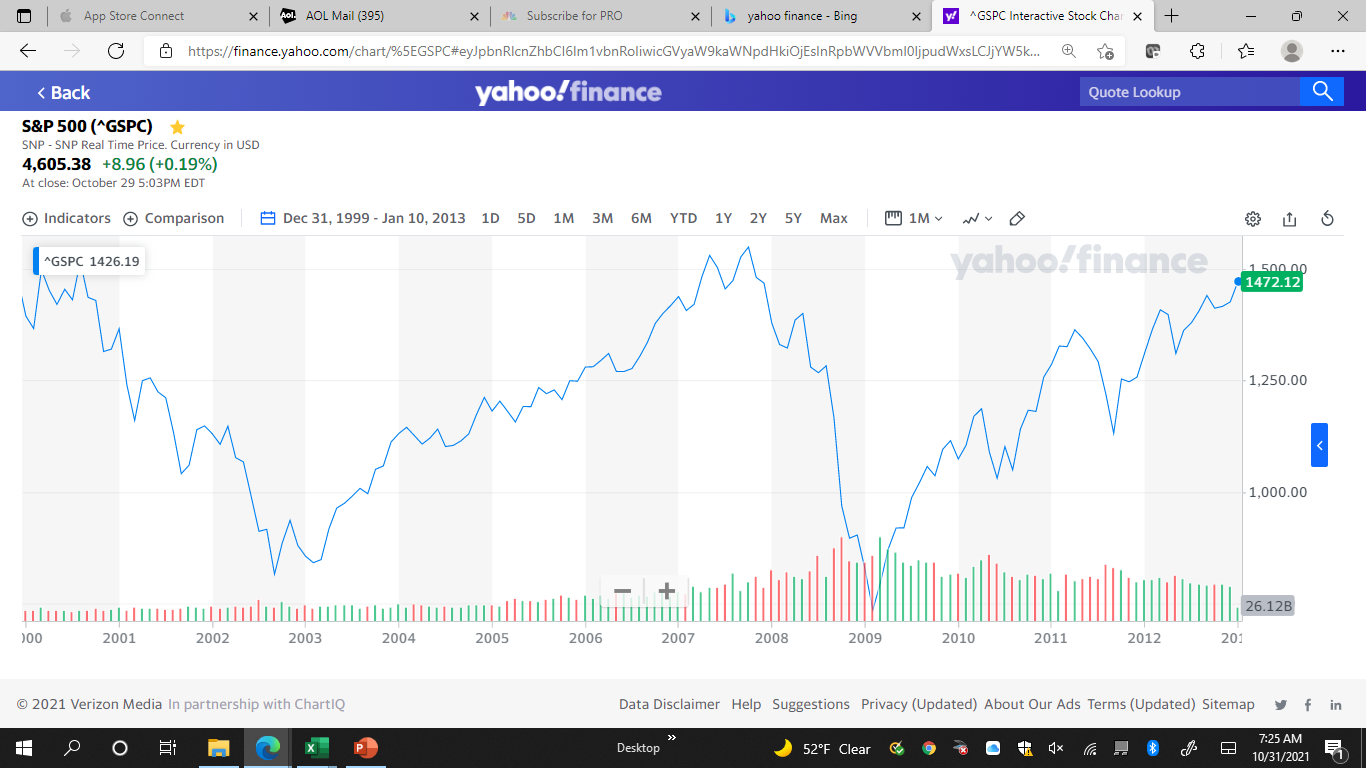 App Store Connect
AOL Mail (395)
Subscribe for PRO
yahoo finance - Bing
^GSPC Interactive Stock Char
https://finance.yahoo.com/chart/%5EGSPC#
Back
yahoo!finance
Quote Lookup
S&P 500 (^GSPC)
SNP - SNP Real Time Price. Currency in USD
4,605.38 +8.96 (+0.19%)
At close: October 29 5:03PM EDT
Indicators Comparison Dec 31, 1999 - Jan 10, 2013 1D 5D 1M 3M 6M YTD 1Y 2Y 5Y Max 1M
^GSPC 1426.19
yahoo!finance
1,500.00
1472.12
1,250.00
1,000.00
26.12B
000 2001 2002 2003 2004 2005 2006 2007 2008 2009 2010 2011 2012 201
© 2021 Verizon Media In partnership with ChartIQ
Data Disclaimer Help Suggestions Privacy (Updated) About Our Ads Terms (Updated) Sitemap
Desktop
52°F Clear
7:25 AM
10/31/2021
1